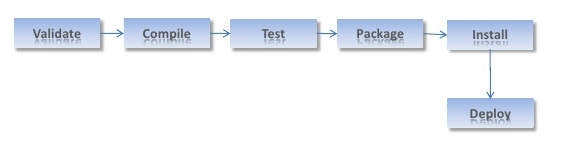 Validate
Compile
Test
Package
Install
Deploy